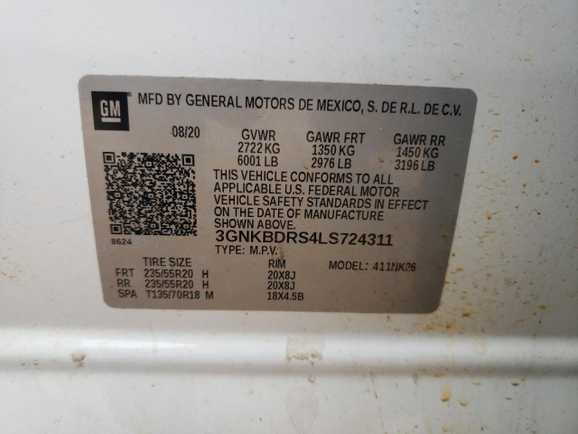 GM
MFD BY GENERAL MOTORS DE MEXICO, S. DE R.L. DE C.V.
08/20 GVWR GAWR FRT GAWR RR
2722 KG 1350 KG 1450 KG
6001 LB 2976 LB 3196 LB
THIS VEHICLE CONFORMS TO ALL
APPLICABLE U.S. FEDERAL MOTOR
VEHICLE SAFETY STANDARDS IN EFFECT
ON THE DATE OF MANUFACTURE
SHOWN ABOVE.
3GNKBDRS4LS724311
8624
TYPE: M.P.V. MODEL: 411NK26
TIRE SIZE RIM
FRT 235/55R20 H 20X8J
RR 235/55R20 H 20X8J
SPA T135/70R18 M 18X4.5B